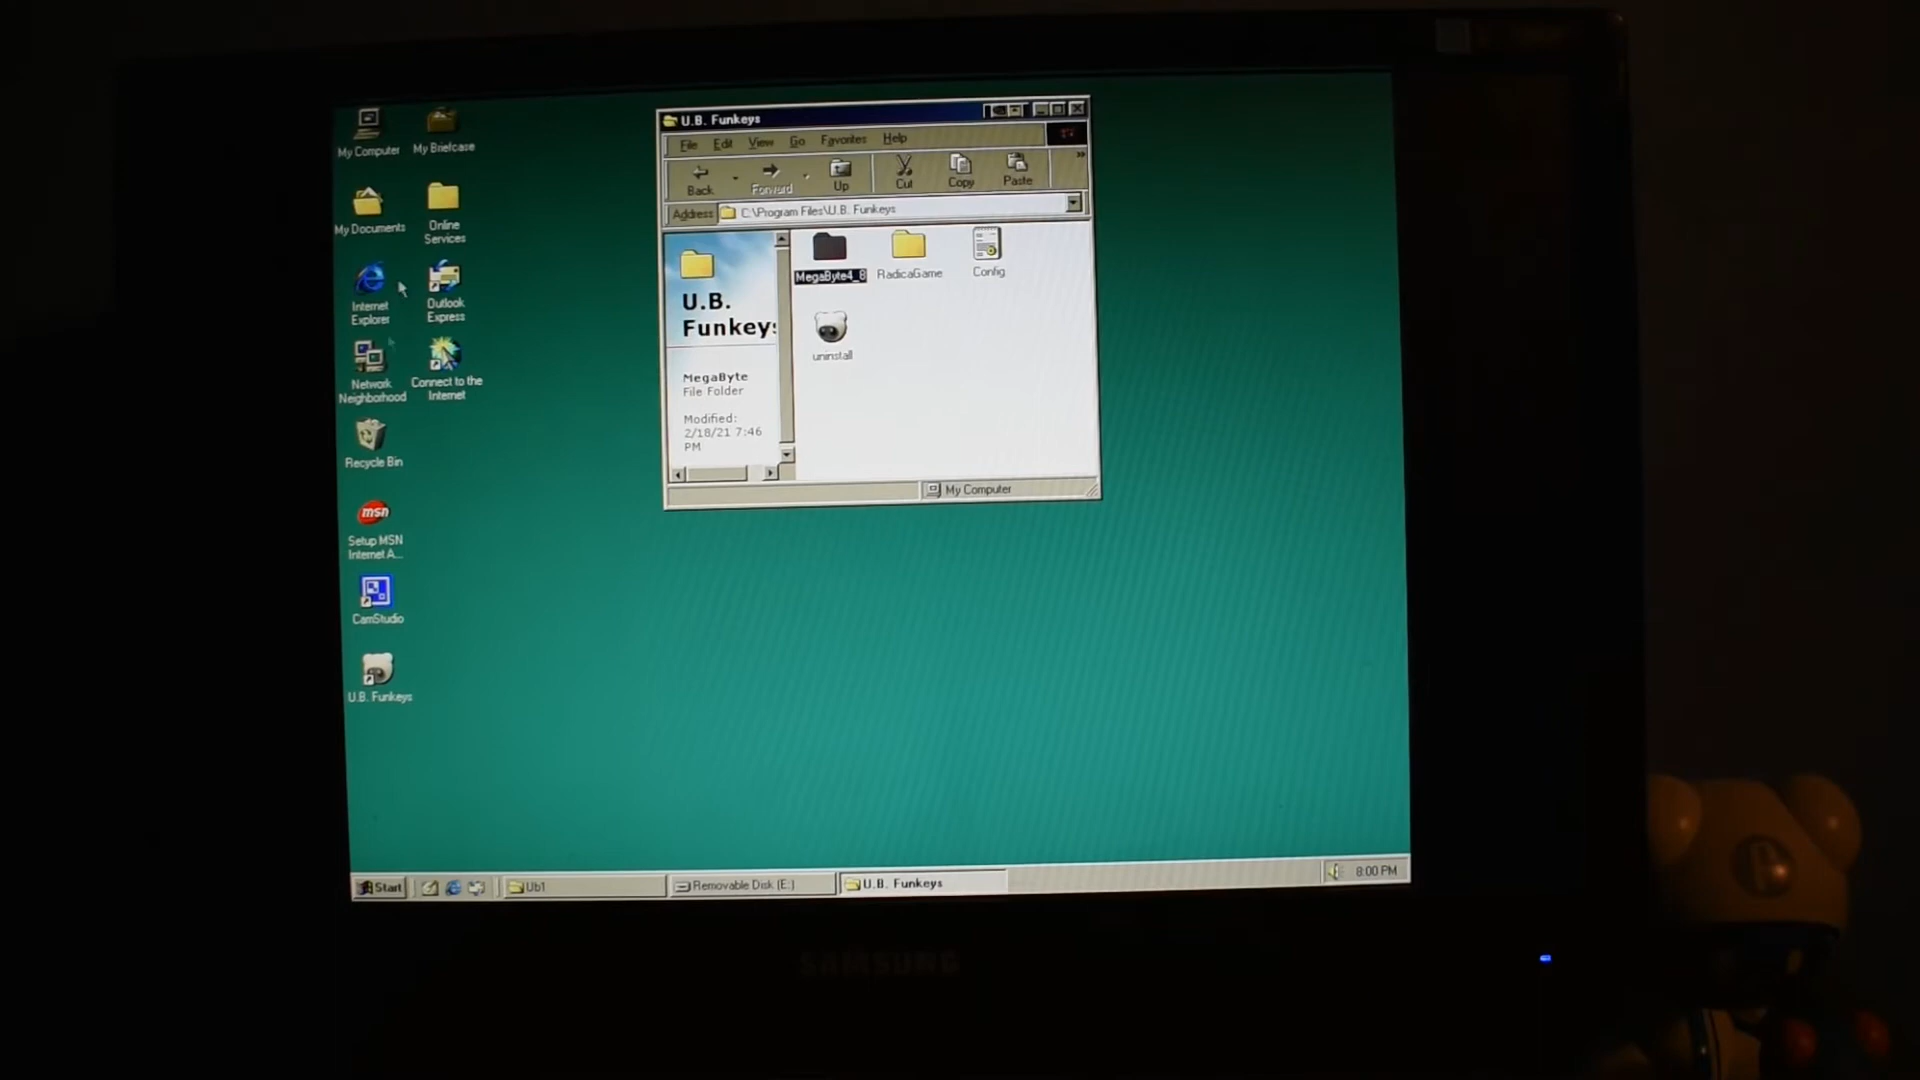 My Computer
My Briefcase
My Documents
Online
Services
Internet
Explorer
Outlook
Express
Network
Neighborhood
Connect to the
Internet
Recycle Bin
msn
Setup MSN
Internet A...
CamStudio
U.B. Funkeys
U.B. Funkeys
File Edit View Go Favorites Help
Back Forward Up Cut Copy Paste
Address C:\Program Files\U.B. Funkeys
U.B.
Funkeys
MegaByte
File Folder
Modified:
2/18/21 7:46
PM
MegaByte4_8
RadicaGame
Config
uninstall
My Computer
Start
Ub1
Removable Disk (E:)
U.B. Funkeys
8:00 PM
SAMSUNG